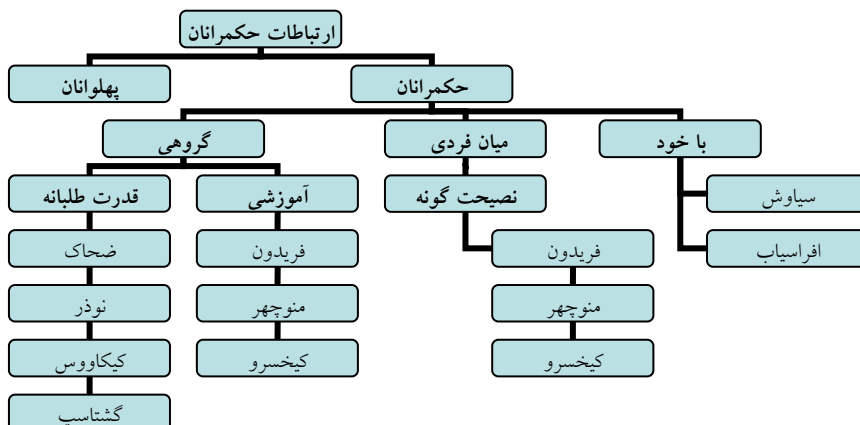 ارتباطات حکمرانان
حکمرانان
پهلوانان
با خود
میان فردی
گروهی
سیاوش
نصیحت گونه
آموزشی
قدرت طلبانه
افراسیاب
فریدون
فریدون
ضحاک
منوچهر
منوچهر
نوذر
کیخسرو
کیخسرو
کیکاووس
گشتاسب